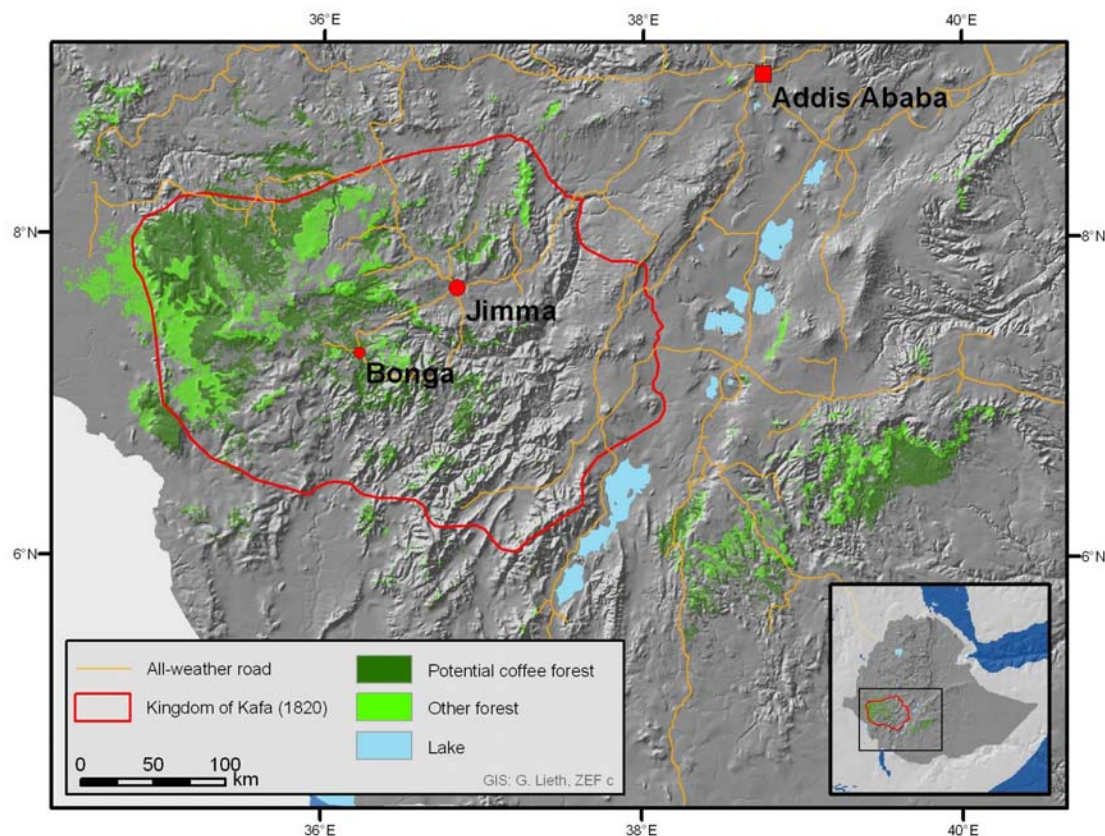 36°E
38°E
40°E
Addis Ababa
8°N
8°N
Jimma
Bonga
6°N
6°N
All-weather road
Kingdom of Kafa (1820)
0 50 100
km
Potential coffee forest
Other forest
Lake
GIS: G. Lieth, ZEF c
36°E
38°E
40°E